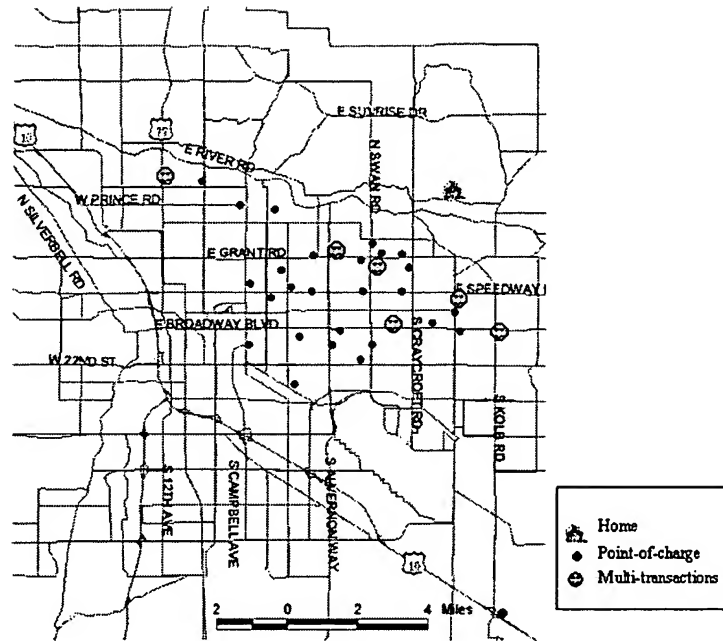 E SUNRISE DR
19
77
E RIVER RD
N SWAN RD
W PRINCE RD
N SILVERBELL RD
E GRANT RD
E SPEEDWAY
E BROADWAY BLVD
S CRAYCROFT RD
W 22ND ST
S KOLB RD
S 12TH AVE
S CAMPBELL AVE
S ALVERNON WAY
19
2 0 2 4 Miles
Home
Point-of-charge
Multi-transactions